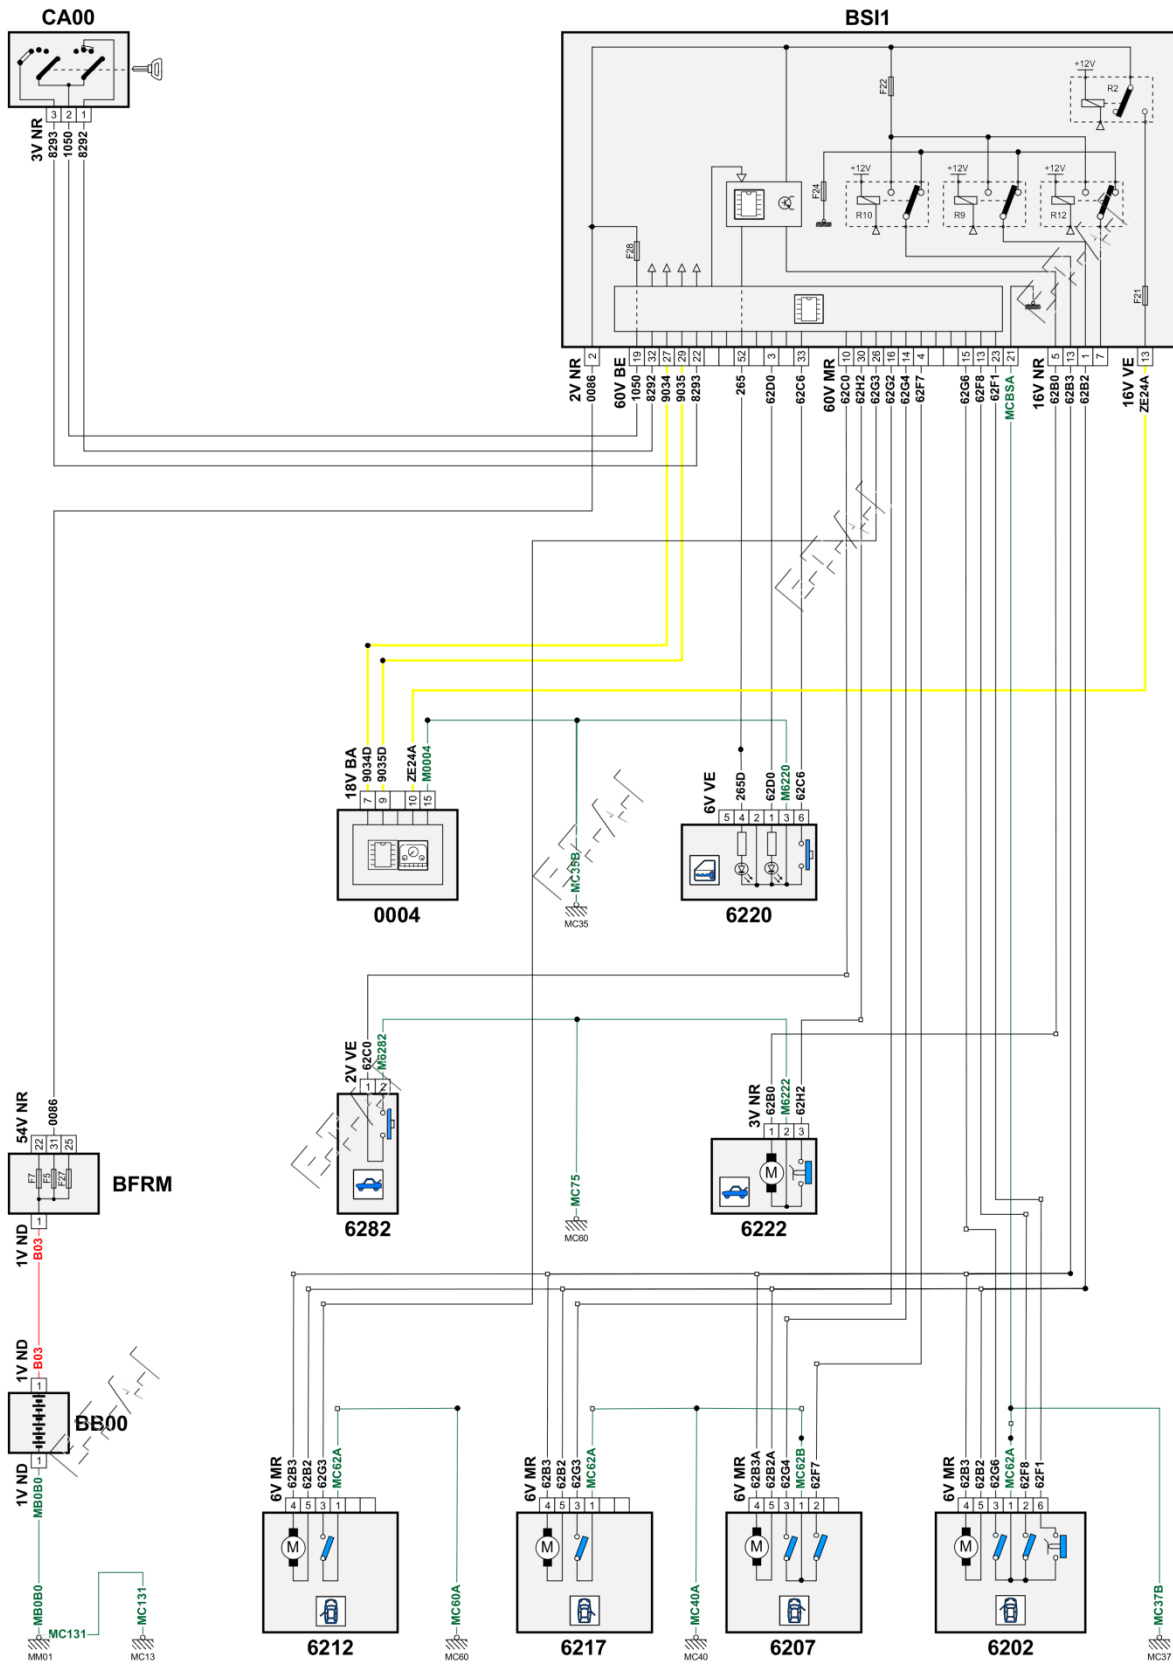 CA00
BSI1
3 2 1
3V NR
8293 1050 8292
F22
+12V
R2
F24
+12V
R10
+12V
R9
+12V
R12
F28
F21
2 19 32 27 29 22 52 3 33 10 30 26 16 14 4 15 13 23 21 5 13 1 7 13
2V NR 0086
60V BE 1050 8292 9034 9035 8293 265 62D0 62C6
60V MR 62C0 62H2 62G3 62G2 62G4 62F7 62G6 62F8 62F1 MCBSA
16V NR 62B0 62B3 62B2
16V VE ZE24A
E-T-A-I
E-T-A-I
18V BA 9034D 9035D ZE24A M0004
7 9 10 15
0004
MC35B
MC35
6V VE 265D 62D0 M6220 62C6
5 4 2 1 3 6
6220
E-T-A-I
2V VE 62C0 M6282
1 2
6282
E-T-A-I
MC75
MC60
3V NR 62B0 M6222 62H2
1 2 3
M
6222
54V NR 0086
22 31 25
F7 F5 F27
BFRM
1
1V ND B03
1V ND B03
1
BB00
1
1V ND MB0B0
MB0B0
MC131
MC131
MM01
MC13
E-T-A-I
6V MR 62B3 62B2 62G3 MC62A
4 5 3 1
M
6212
MC60A
MC60
6V MR 62B3 62B2 62G3 MC62A
4 5 3 1
M
6217
MC40A
MC40
6V MR 62B3A 62B2A 62G4 MC62B 62F7
4 5 3 1 2
M
6207
6V MR 62B3 62B2 62G6 MC62A 62F8 62F1
4 5 3 1 2 6
M
6202
MC37B
MC37